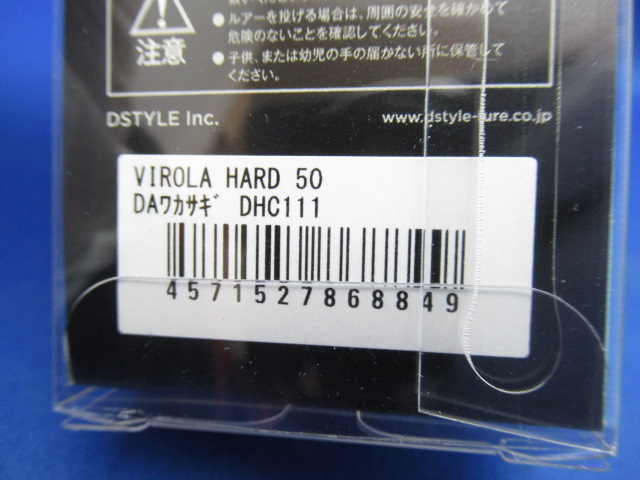 ● ルアーを投げる場合は、周囲の安全を確かめて
危険のないことを確認してください。
● 子供、または幼児の手の届かない所に保管して
ください。
注意
DSTYLE Inc.
www.dstyle-lure.co.jp
VIROLA HARD 50
DAﾜｶｻｷﾞ DHC111
4571527868849